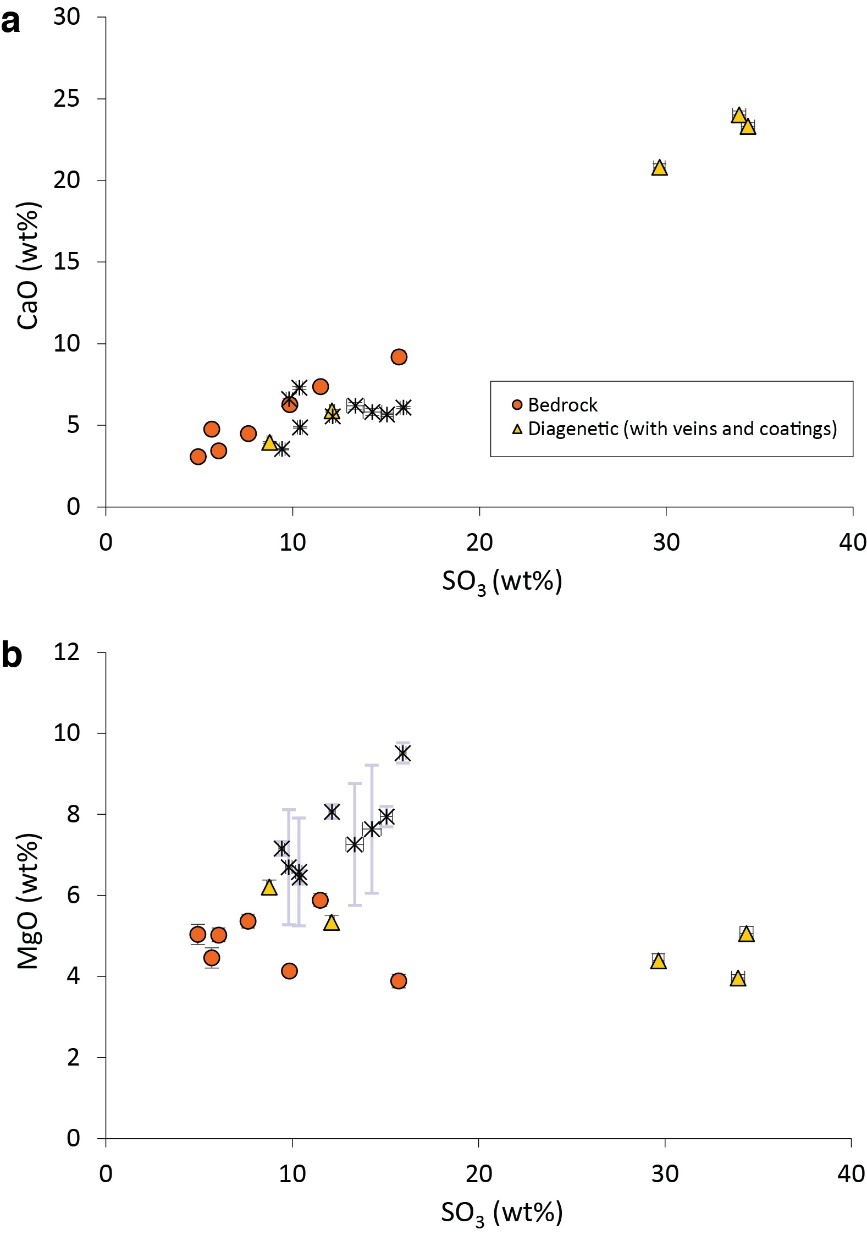 a
30
25
20
15
10
5
0
CaO (wt%)
0 10 20 30 40
SO₃ (wt%)
Bedrock
Diagenetic (with veins and coatings)
b
12
10
8
6
4
2
0
MgO (wt%)
0 10 20 30 40
SO₃ (wt%)